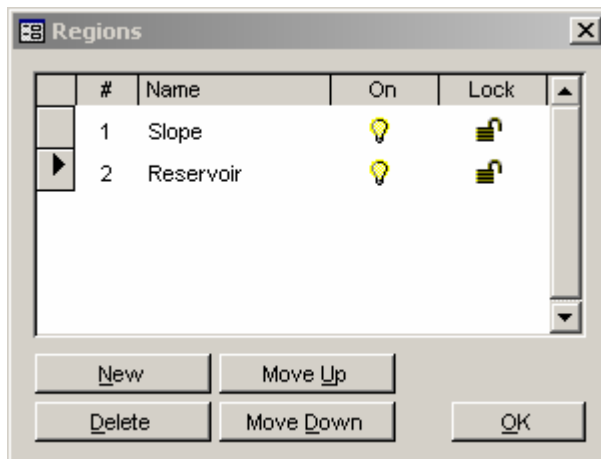 Regions
# Name On Lock
1 Slope
2 Reservoir
New Move Up
Delete Move Down OK